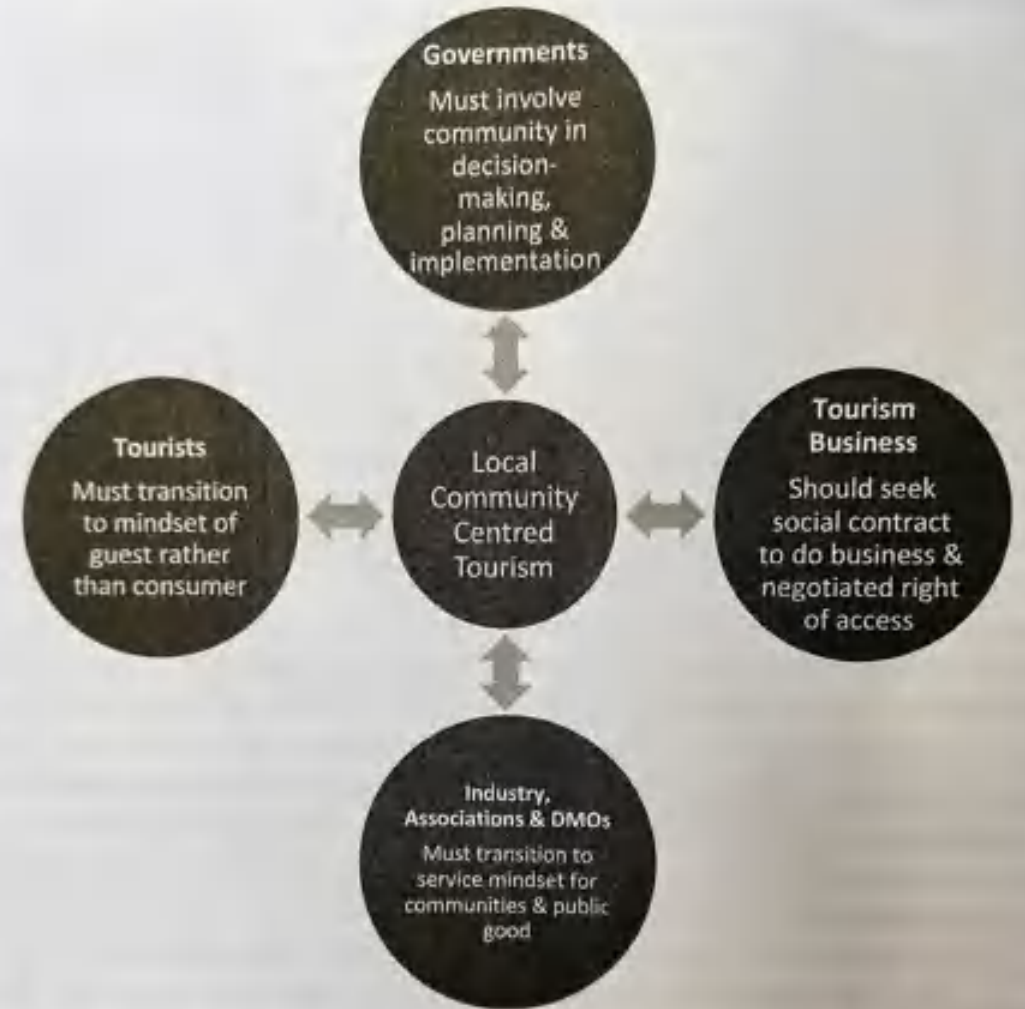 Governments
Must involve
community in
decision-
making,
planning &
implementation
Tourists
Must transition
to mindset of
guest rather
than consumer
Local
Community
Centred
Tourism
Tourism
Business
Should seek
social contract
to do business &
negotiated right
of access
Industry,
Associations & DMOs
Must transition to
service mindset for
communities & public
good